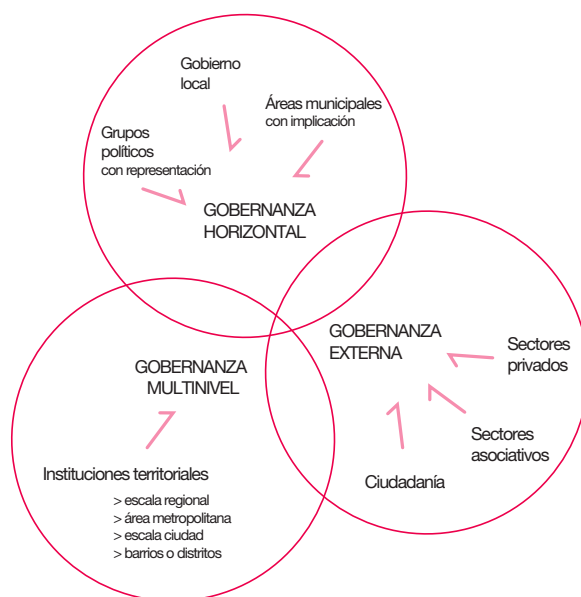 Gobierno
local
Áreas municipales
con implicación
Grupos
políticos
con representación
GOBERNANZA
HORIZONTAL
GOBERNANZA
EXTERNA
Sectores
privados
Sectores
asociativos
Ciudadanía
GOBERNANZA
MULTINIVEL
Instituciones territoriales
> escala regional
> área metropolitana
> escala ciudad
> barrios o distritos